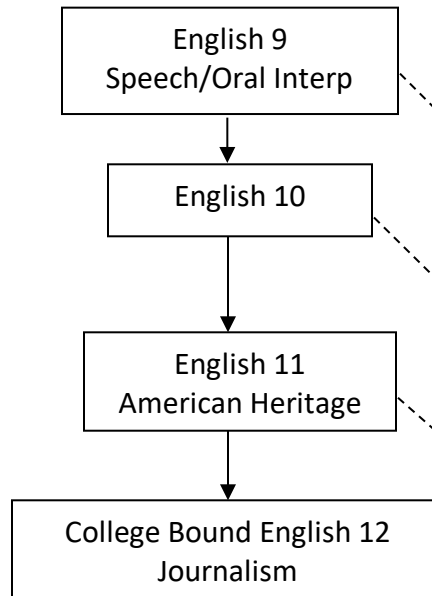 English 9
Speech/Oral Interp
English 10
English 11
American Heritage
College Bound English 12
Journalism